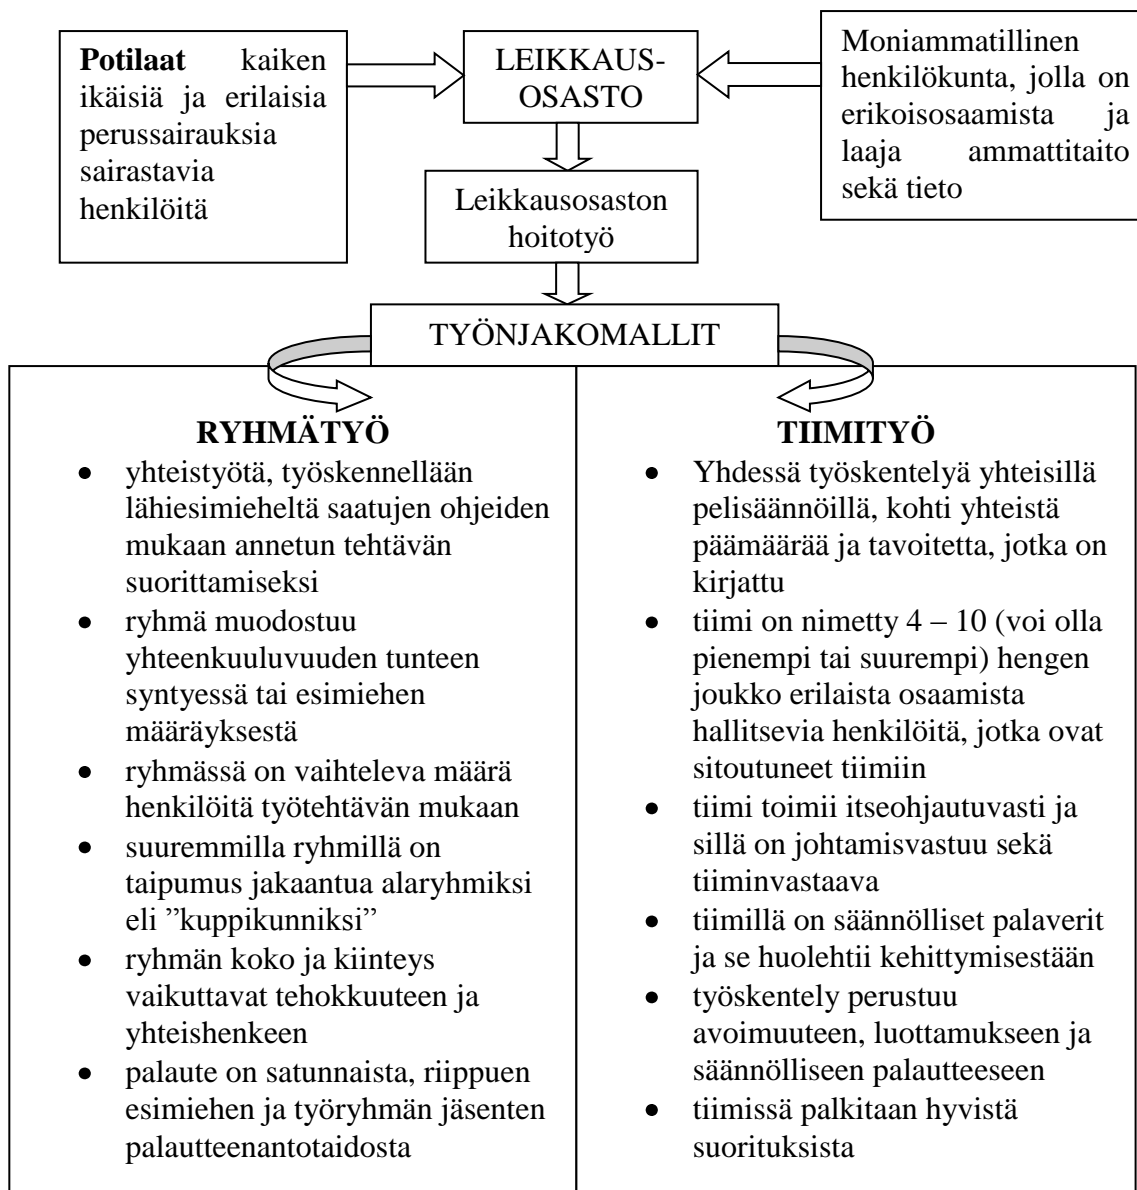 Potilaat kaiken
ikäisiä ja erilaisia
perussairauksia
sairastavia
henkilöitä
LEIKKAUS-
OSASTO
Moniammatillinen
henkilökunta, jolla on
erikoisosaamista ja
laaja ammattitaito
sekä tieto
Leikkausosaston
hoitotyö
TYÖNJAKOMALLIT
RYHMÄTYÖ
• yhteistyötä, työskennellään
lähiesimieheltä saatujen ohjeiden
mukaan annetun tehtävän
suorittamiseksi
• ryhmä muodostuu
yhteenkuuluvuuden tunteen
syntyessä tai esimiehen
määräyksestä
• ryhmässä on vaihteleva määrä
henkilöitä työtehtävän mukaan
• suuremmilla ryhmillä on
taipumus jakaantua alaryhmiksi
eli ”kuppikunniksi”
• ryhmän koko ja kiinteys
vaikuttavat tehokkuuteen ja
yhteishenkeen
• palaute on satunnaista, riippuen
esimiehen ja työryhmän jäsenten
palautteenantotaidosta
TIIMITYÖ
• Yhdessä työskentelyä yhteisillä
pelisäännöillä, kohti yhteistä
päämäärää ja tavoitetta, jotka on
kirjattu
• tiimi on nimetty 4 – 10 (voi olla
pienempi tai suurempi) hengen
joukko erilaista osaamista
hallitsevia henkilöitä, jotka ovat
sitoutuneet tiimiin
• tiimi toimii itseohjautuvasti ja
sillä on johtamisvastuu sekä
tiiminvastaava
• tiimillä on säännölliset palaverit
ja se huolehtii kehittymisestään
• työskentely perustuu
avoimuuteen, luottamukseen ja
säännölliseen palautteeseen
• tiimissä palkitaan hyvistä
suorituksista